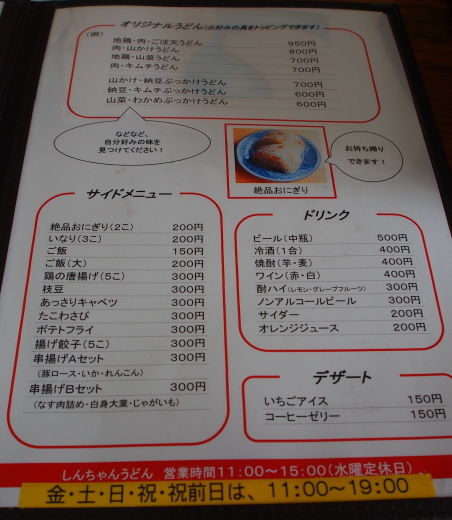 オリジナルうどん(お好みの具をトッピングできます)
(例)
地鶏・肉・ごぼ天うどん 950円
肉・山かけうどん 800円
地鶏・山菜うどん 700円
肉・キムチうどん 700円
山かけ・納豆ぶっかけうどん 700円
納豆・キムチぶっかけうどん 600円
山菜・わかめぶっかけうどん 600円
などなど、
自分好みの味を
見つけてください!
お持ち帰り
できます!
絶品おにぎり
サイドメニュー
絶品おにぎり(2こ) 200円
いなり(3こ) 200円
ご飯 150円
ご飯(大) 200円
鶏の唐揚げ(5こ) 300円
枝豆 300円
あっさりキャベツ 300円
たこわさび 300円
ポテトフライ 300円
揚げ餃子(5こ) 300円
串揚げAセット 300円
(豚ロース・いか・れんこん)
串揚げBセット 300円
(なす肉詰め・白身大葉・じゃがいも)
ドリンク
ビール(中瓶) 500円
冷酒(1合) 400円
焼酎(芋・麦) 400円
ワイン(赤・白) 400円
酎ハイ(レモン・グレープフルーツ) 300円
ノンアルコールビール 300円
サイダー 200円
オレンジジュース 200円
デザート
いちごアイス 150円
コーヒーゼリー 150円
しんちゃんうどん 営業時間11:00~15:00(水曜定休日)
金・土・日・祝・祝前日は、11:00~19:00